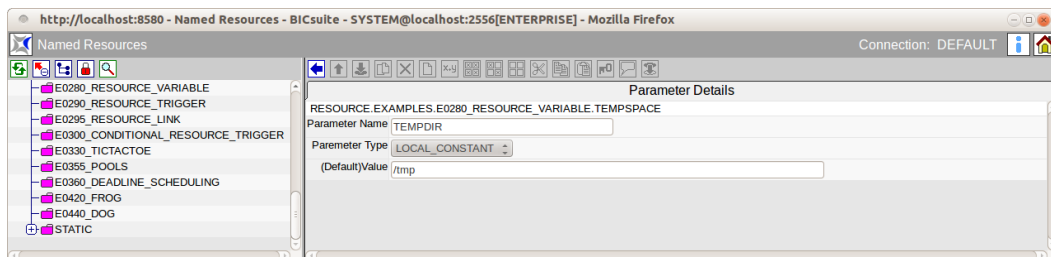 http://localhost:8580 - Named Resources - BICsuite - SYSTEM@localhost:2556[ENTERPRISE] - Mozilla Firefox
Named Resources
Connection: DEFAULT
E0280_RESOURCE_VARIABLE
E0290_RESOURCE_TRIGGER
E0295_RESOURCE_LINK
E0300_CONDITIONAL_RESOURCE_TRIGGER
E0330_TICTACTOE
E0355_POOLS
E0360_DEADLINE_SCHEDULING
E0420_FROG
E0440_DOG
STATIC
x-y
Parameter Details
RESOURCE.EXAMPLES.E0280_RESOURCE_VARIABLE.TEMPSPACE
Parameter Name TEMPDIR
Paremeter Type LOCAL_CONSTANT
(Default)Value /tmp